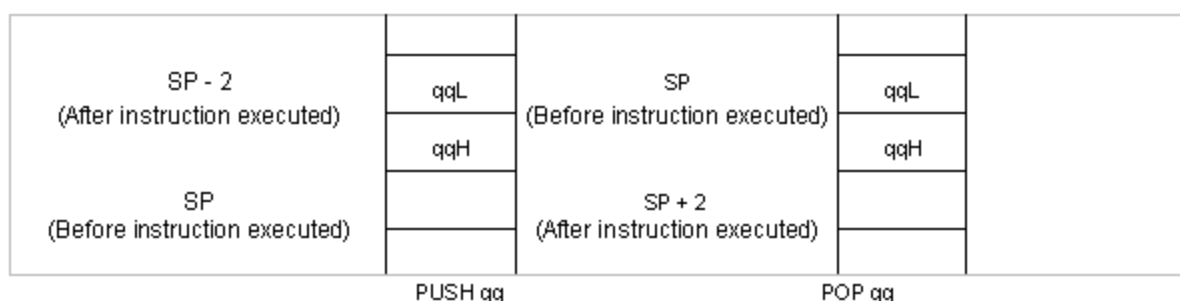 SP - 2
(After instruction executed)
qqL
SP
(Before instruction executed)
qqL
qqH
qqH
SP
(Before instruction executed)
SP + 2
(After instruction executed)
PUSH qq
POP qq